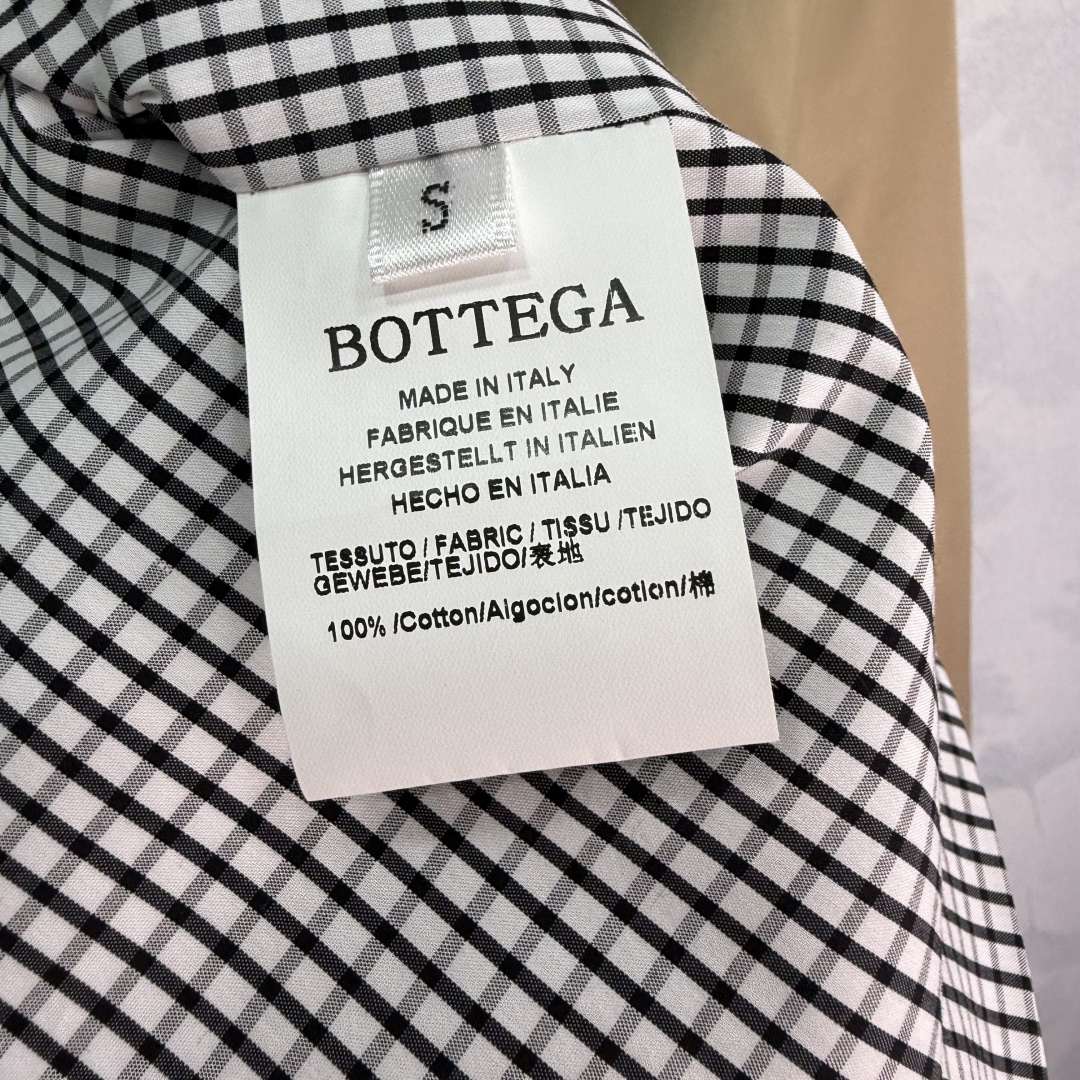 S
BOTTEGA
MADE IN ITALY
FABRIQUE EN ITALIE
HERGESTELLT IN ITALIEN
HECHO EN ITALIA
TESSUTO / FABRIC / TISSU /TEJIDO
GEWEBE/TEJIDO/表地
100% /Cotton/Algocion/cotion/棉